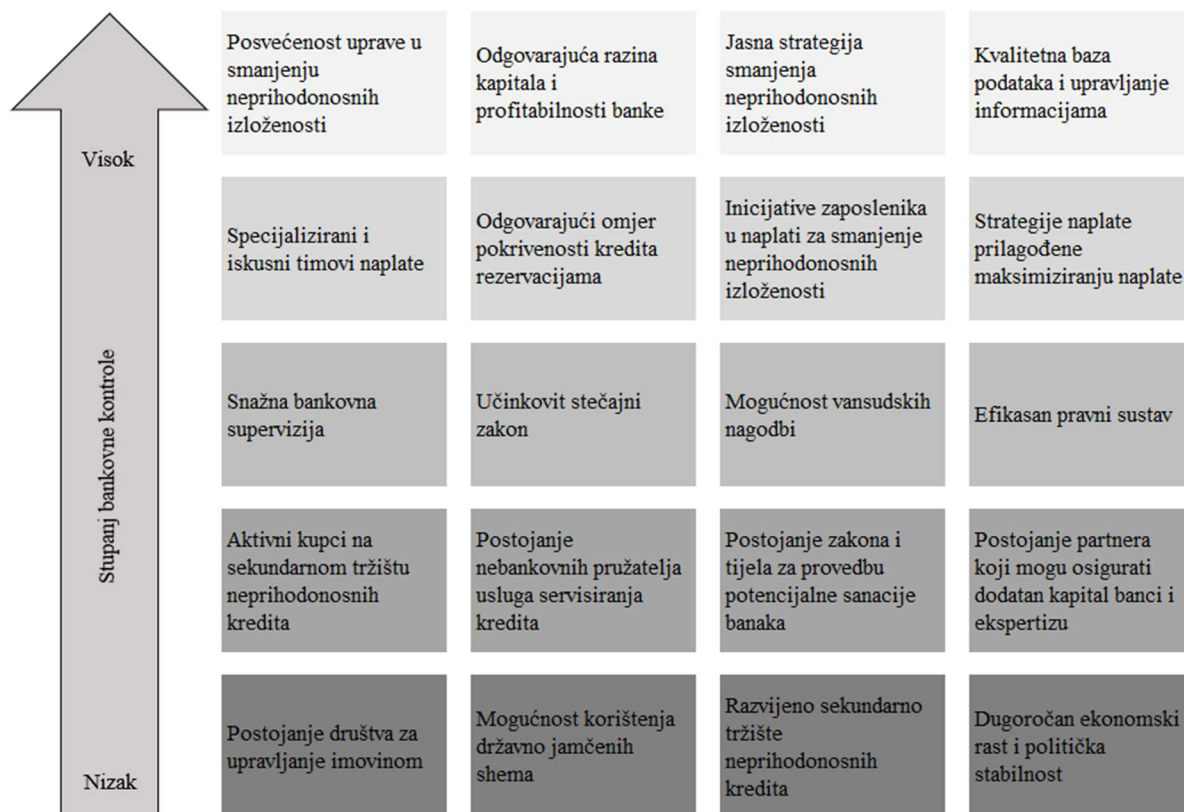 Visok
Stupanj bankovne kontrole
Nizak
Posvećenost uprave u
smanjenju
neprihodonosnih
izloženosti
Odgovarajuća razina
kapitala i
profitabilnosti banke
Jasna strategija
smanjenja
neprihodonosnih
izloženosti
Kvalitetna baza
podataka i upravljanje
informacijama
Specijalizirani i
iskusni timovi naplate
Odgovarajući omjer
pokrivenosti kredita
rezervacijama
Inicijative zaposlenika
u naplati za smanjenje
neprihodonosnih
izloženosti
Strategije naplate
prilagođene
maksimiziranju naplate
Snažna bankovna
supervizija
Učinkovit stečajni
zakon
Mogućnost vansudskih
nagodbi
Efikasan pravni sustav
Aktivni kupci na
sekundarnom tržištu
neprihodonosnih
kredita
Postojanje
nebankovnih pružatelja
usluga servisiranja
kredita
Postojanje zakona i
tijela za provedbu
potencijalne sanacije
banaka
Postojanje partnera
koji mogu osigurati
dodatan kapital banci i
ekspertizu
Postojanje društva za
upravljanje imovinom
Mogućnost korištenja
državno jamčenih
shema
Razvijeno sekundarno
tržište
neprihodonosnih
kredita
Dugoročan ekonomski
rast i politička
stabilnost